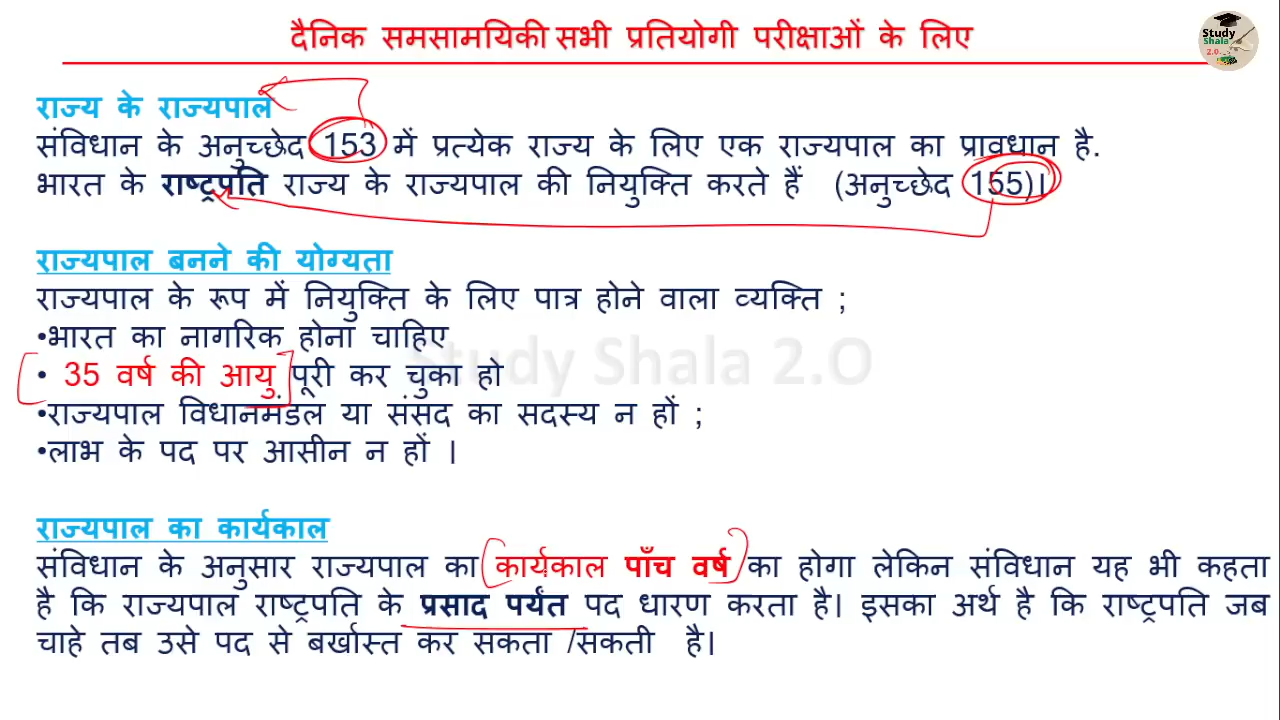 दैनिक समसामयिकी सभी प्रतियोगी परीक्षाओं के लिए
Study
Shala
2.0.
राज्य के राज्यपाल
संविधान के अनुच्छेद 153 में प्रत्येक राज्य के लिए एक राज्यपाल का प्रावधान है.
भारत के राष्ट्रपति राज्य के राज्यपाल की नियुक्ति करते हैं (अनुच्छेद 155)।
राज्यपाल बनने की योग्यता
राज्यपाल के रूप में नियुक्ति के लिए पात्र होने वाला व्यक्ति ;
•भारत का नागरिक होना चाहिए
• 35 वर्ष की आयु पूरी कर चुका हो
Study Shala 2.O
•राज्यपाल विधानमंडल या संसद का सदस्य न हों ;
•लाभ के पद पर आसीन न हों ।
राज्यपाल का कार्यकाल
संविधान के अनुसार राज्यपाल का कार्यकाल पाँच वर्ष का होगा लेकिन संविधान यह भी कहता
है कि राज्यपाल राष्ट्रपति के प्रसाद पर्यंत पद धारण करता है। इसका अर्थ है कि राष्ट्रपति जब
चाहे तब उसे पद से बर्खास्त कर सकता /सकती है।